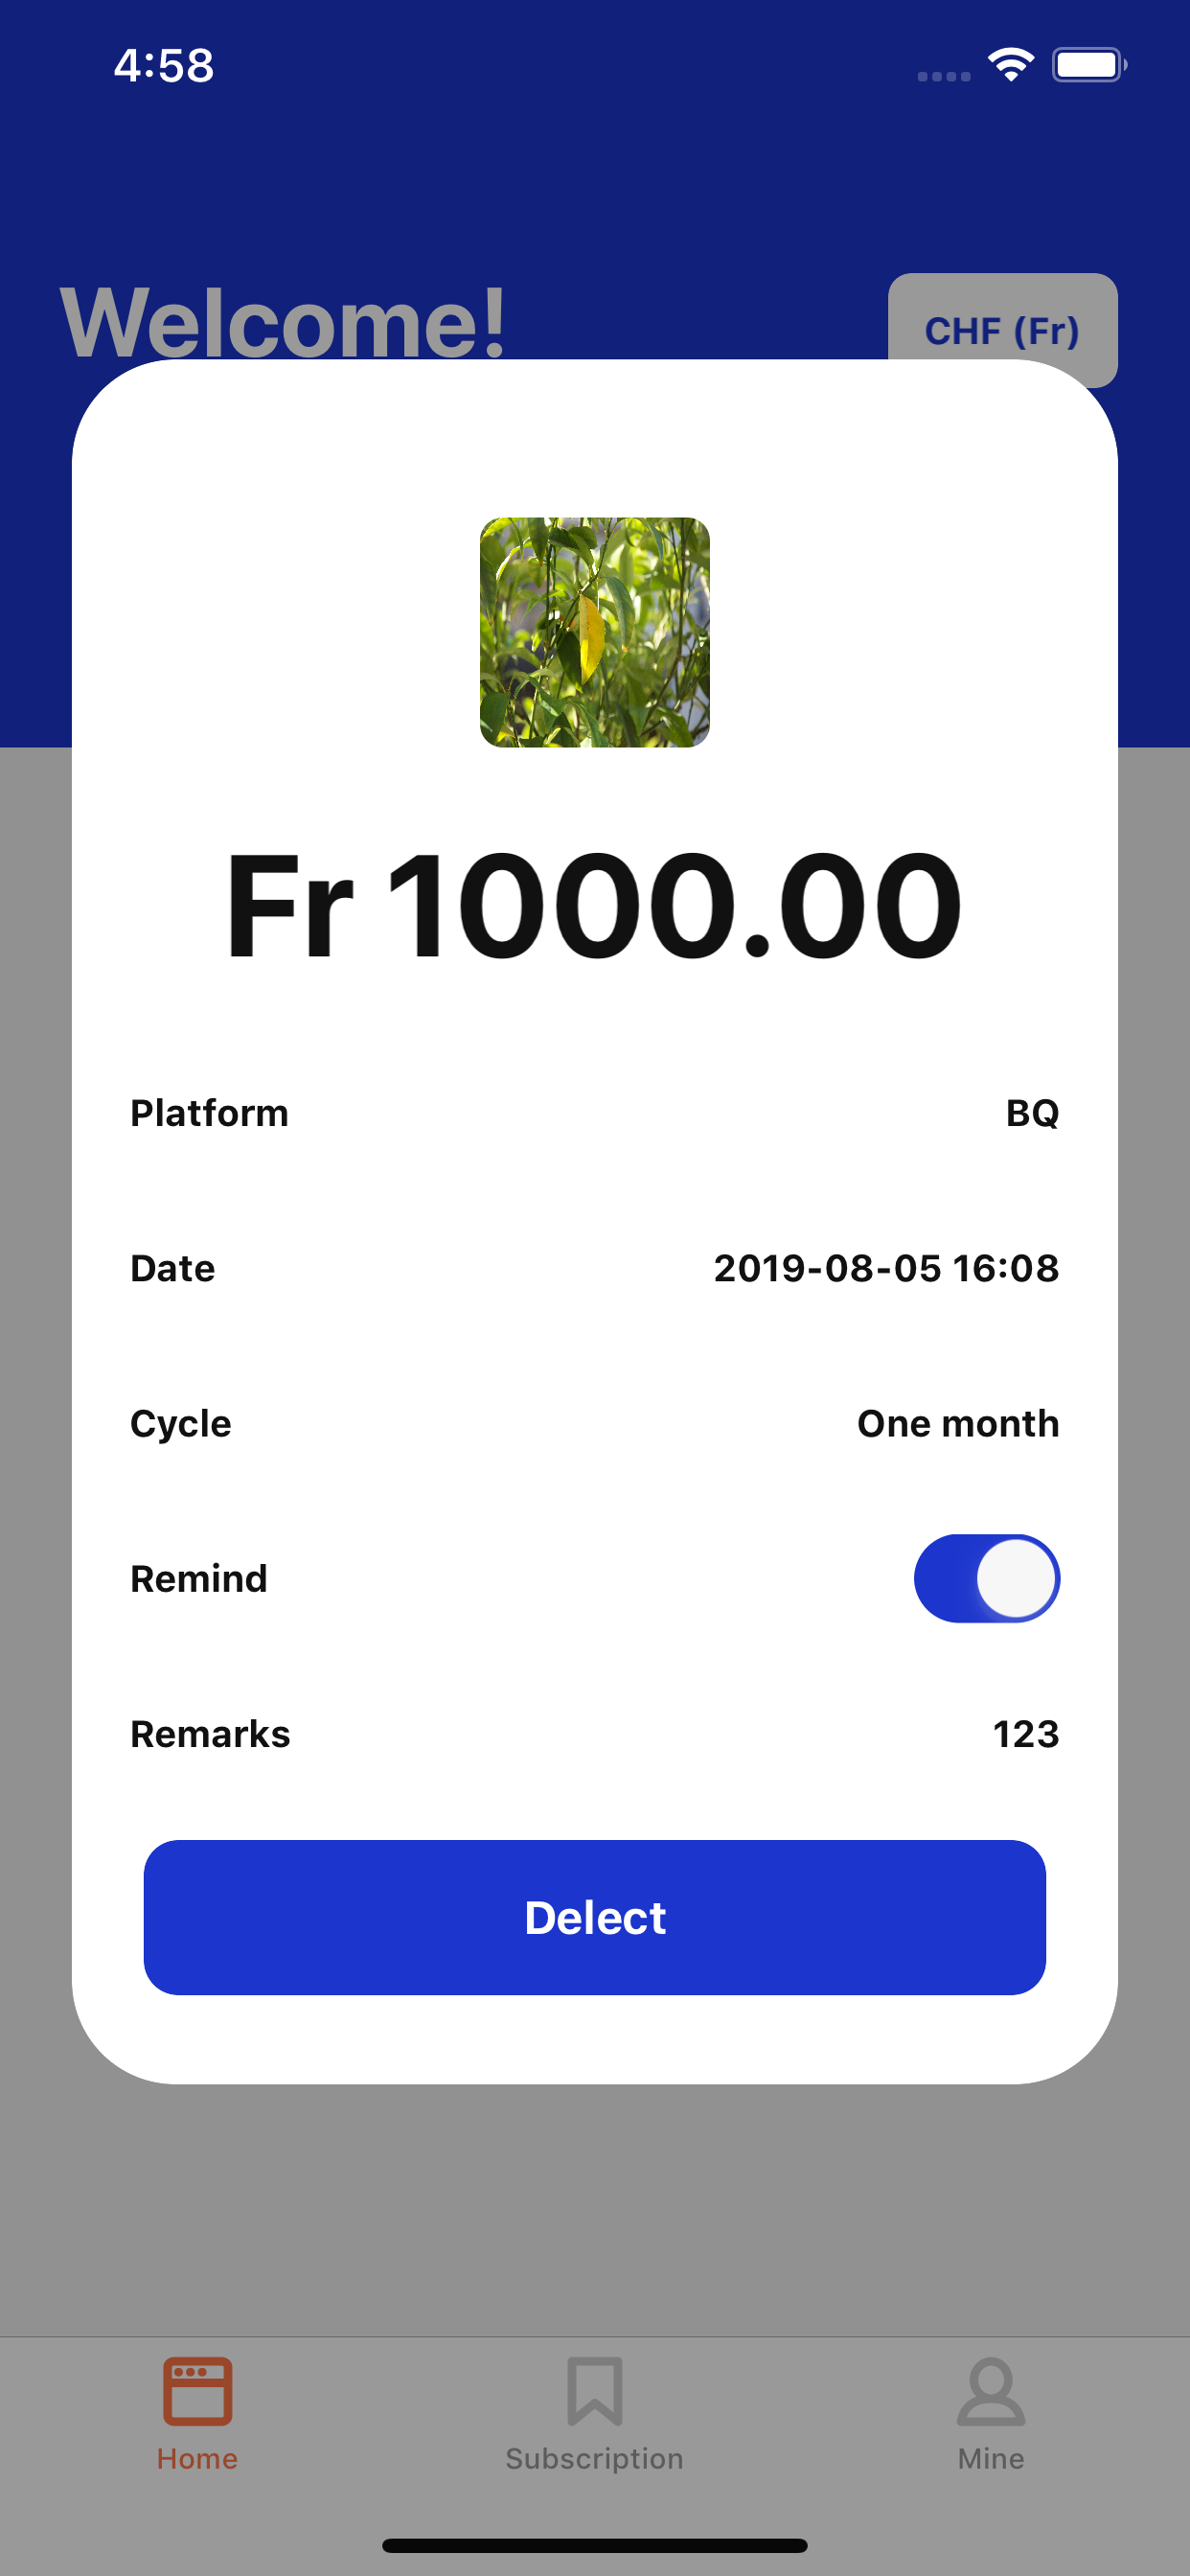 4:58
Welcome!
CHF (Fr)
Fr 1000.00
Platform BQ
Date 2019-08-05 16:08
Cycle One month
Remind
Remarks 123
Delect
Home Subscription Mine